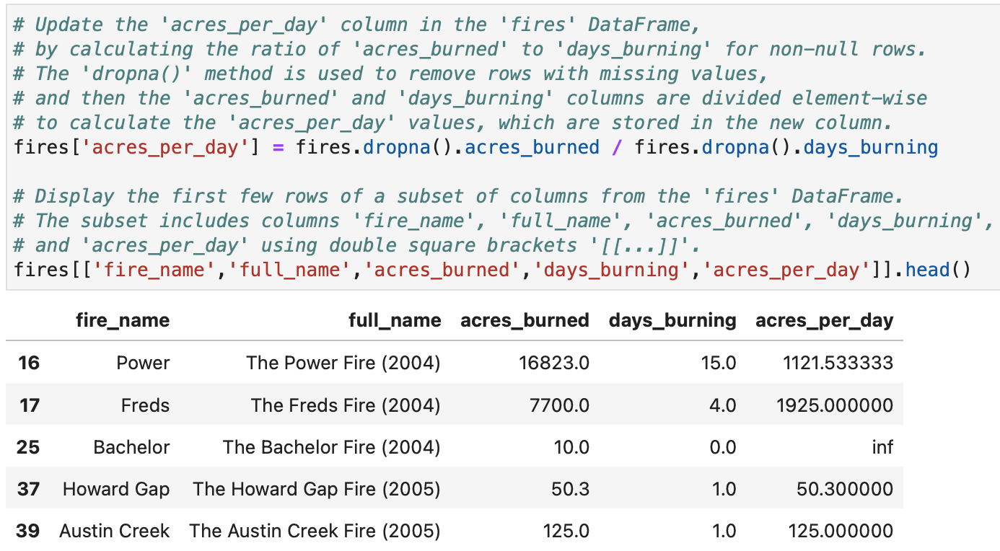 # Update the 'acres_per_day' column in the 'fires' DataFrame,
# by calculating the ratio of 'acres_burned' to 'days_burning' for non-null rows.
# The 'dropna()' method is used to remove rows with missing values,
# and then the 'acres_burned' and 'days_burning' columns are divided element-wise
# to calculate the 'acres_per_day' values, which are stored in the new column.
fires['acres_per_day'] = fires.dropna().acres_burned / fires.dropna().days_burning
# Display the first few rows of a subset of columns from the 'fires' DataFrame.
# The subset includes columns 'fire_name', 'full_name', 'acres_burned', 'days_burning',
# and 'acres_per_day' using double square brackets '[[...]]'.
fires[['fire_name','full_name','acres_burned','days_burning','acres_per_day']].head()
fire_name full_name acres_burned days_burning acres_per_day
16 Power The Power Fire (2004) 16823.0 15.0 1121.533333
17 Freds The Freds Fire (2004) 7700.0 4.0 1925.000000
25 Bachelor The Bachelor Fire (2004) 10.0 0.0 inf
37 Howard Gap The Howard Gap Fire (2005) 50.3 1.0 50.300000
39 Austin Creek The Austin Creek Fire (2005) 125.0 1.0 125.000000